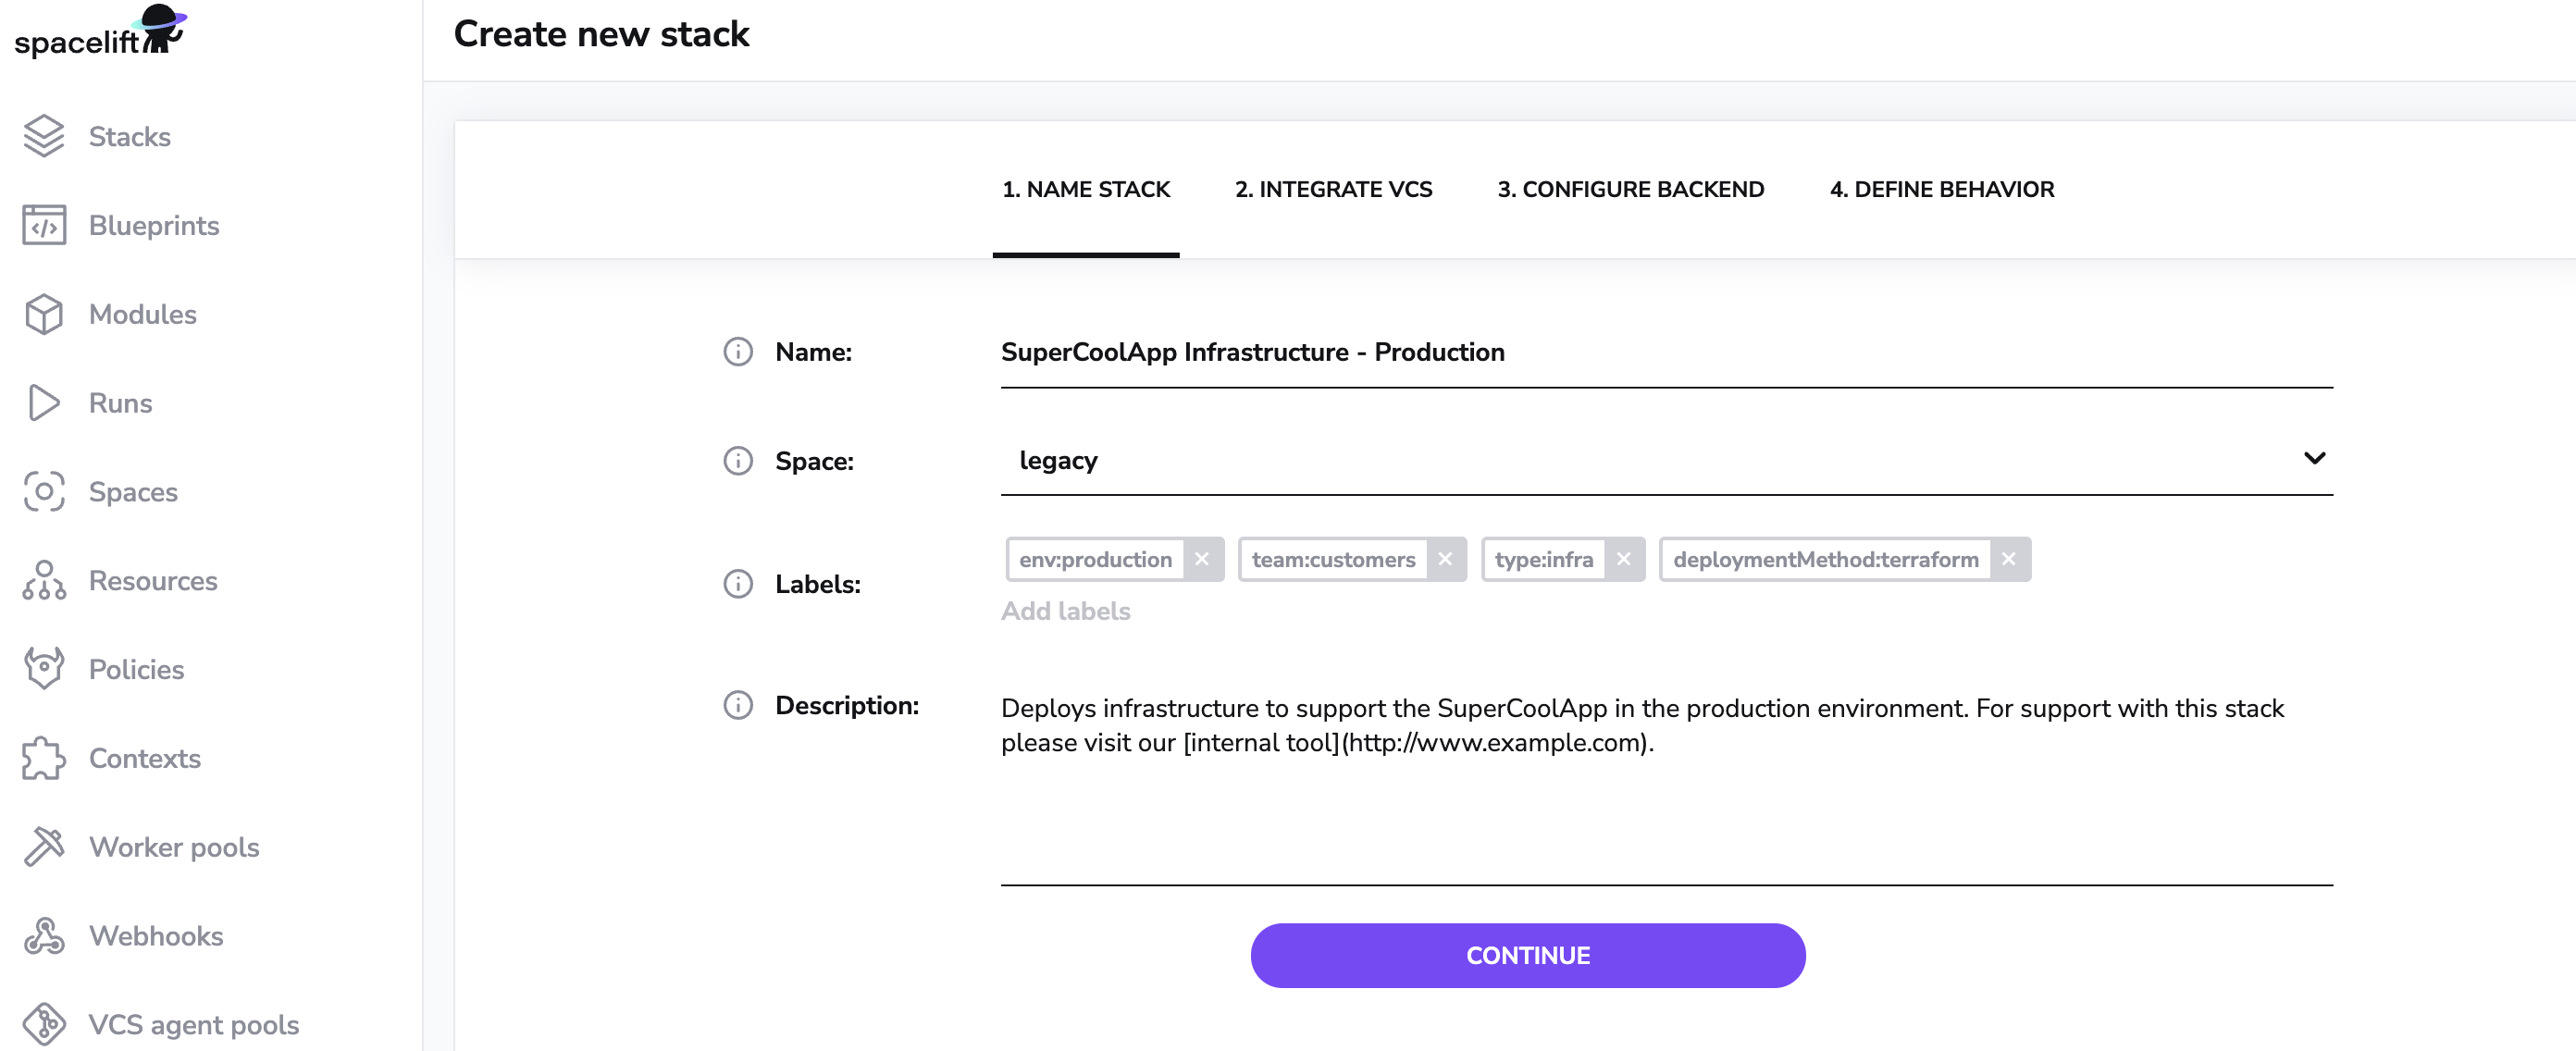 spacelift
Stacks
Blueprints
Modules
Runs
Spaces
Resources
Policies
Contexts
Worker pools
Webhooks
VCS agent pools
Create new stack
1. NAME STACK 2. INTEGRATE VCS 3. CONFIGURE BACKEND 4. DEFINE BEHAVIOR
Name: SuperCoolApp Infrastructure - Production
Space: legacy
Labels: env:production team:customers type:infra deploymentMethod:terraform
Add labels
Description: Deploys infrastructure to support the SuperCoolApp in the production environment. For support with this stack
please visit our [internal tool](http://www.example.com).
CONTINUE